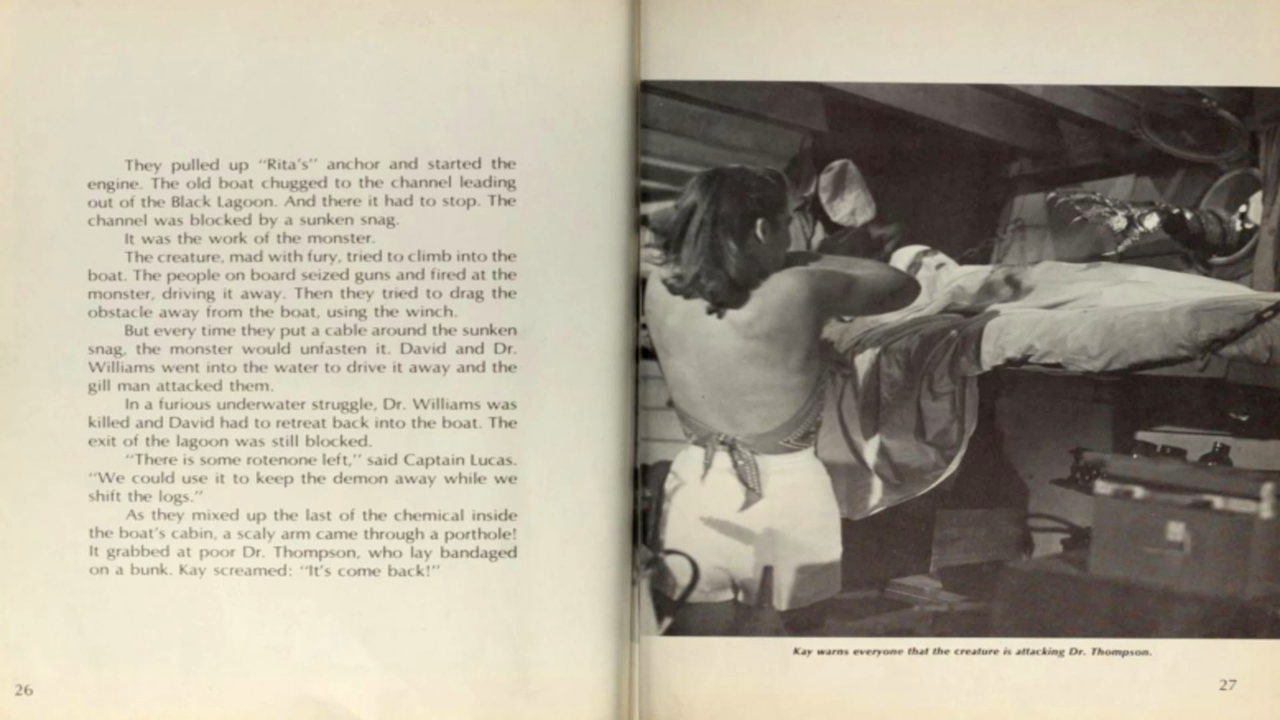 They pulled up "Rita's" anchor and started the
engine. The old boat chugged to the channel leading
out of the Black Lagoon. And there it had to stop. The
channel was blocked by a sunken snag.
It was the work of the monster.
The creature, mad with fury, tried to climb into the
boat. The people on board seized guns and fired at the
monster, driving it away. Then they tried to drag the
obstacle away from the boat, using the winch.
But every time they put a cable around the sunken
snag, the monster would unfasten it. David and Dr.
Williams went into the water to drive it away and the
gill man attacked them.
In a furious underwater struggle, Dr. Williams was
killed and David had to retreat back into the boat. The
exit of the lagoon was still blocked.
"There is some rotenone left," said Captain Lucas.
"We could use it to keep the demon away while we
shift the logs."
As they mixed up the last of the chemical inside
the boat's cabin, a scaly arm came through a porthole!
It grabbed at poor Dr. Thompson, who lay bandaged
on a bunk. Kay screamed: "It's come back!"
26
Kay warns everyone that the creature is attacking Dr. Thompson.
27